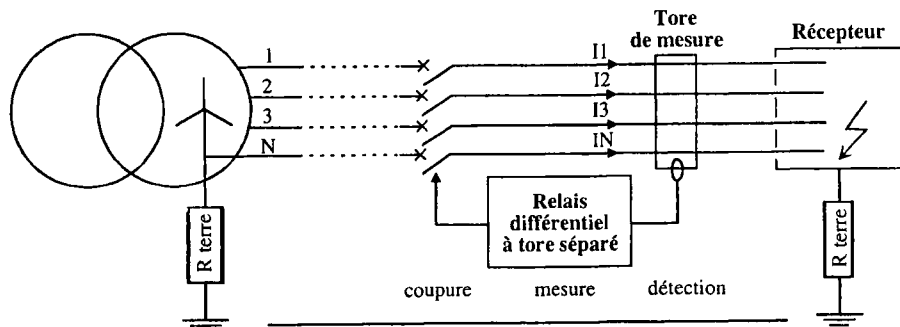 Tore
de mesure
Récepteur
1
I1
2
I2
3
I3
N
IN
Relais
différentiel
à tore séparé
R terre
R terre
coupure
mesure
détection